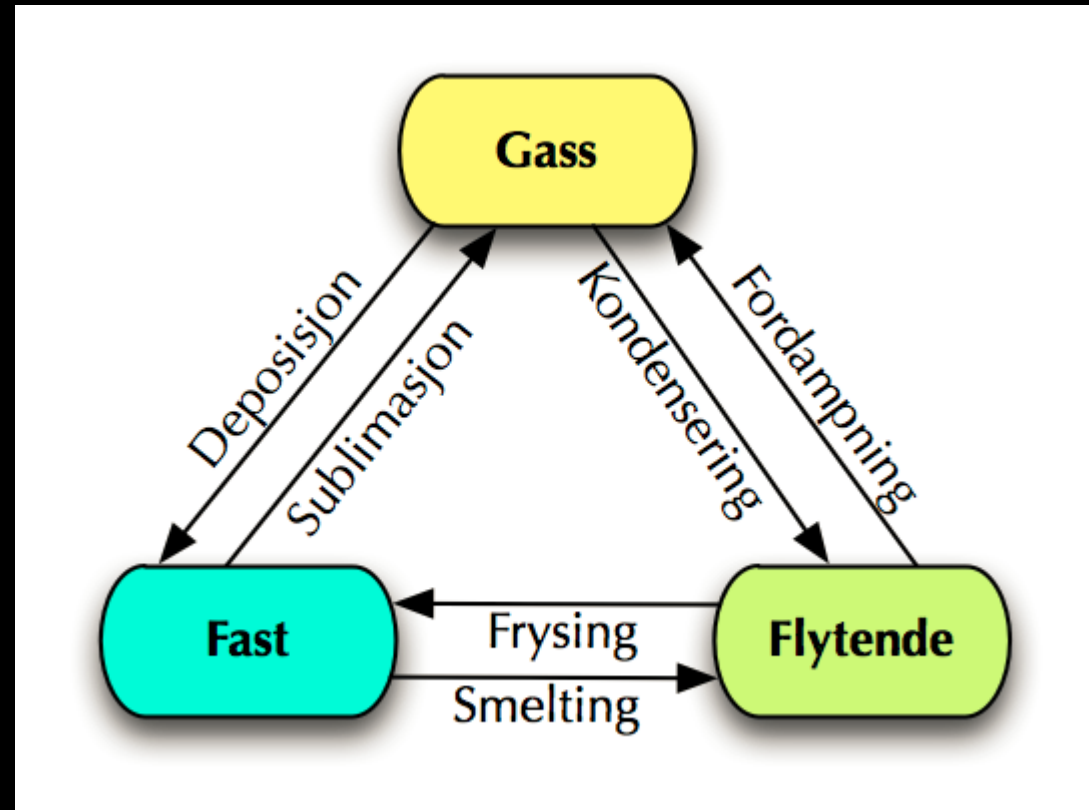 Gass
Deposisjon
Sublimasjon
Kondensering
Fordampning
Fast
Frysing
Smelting
Flytende